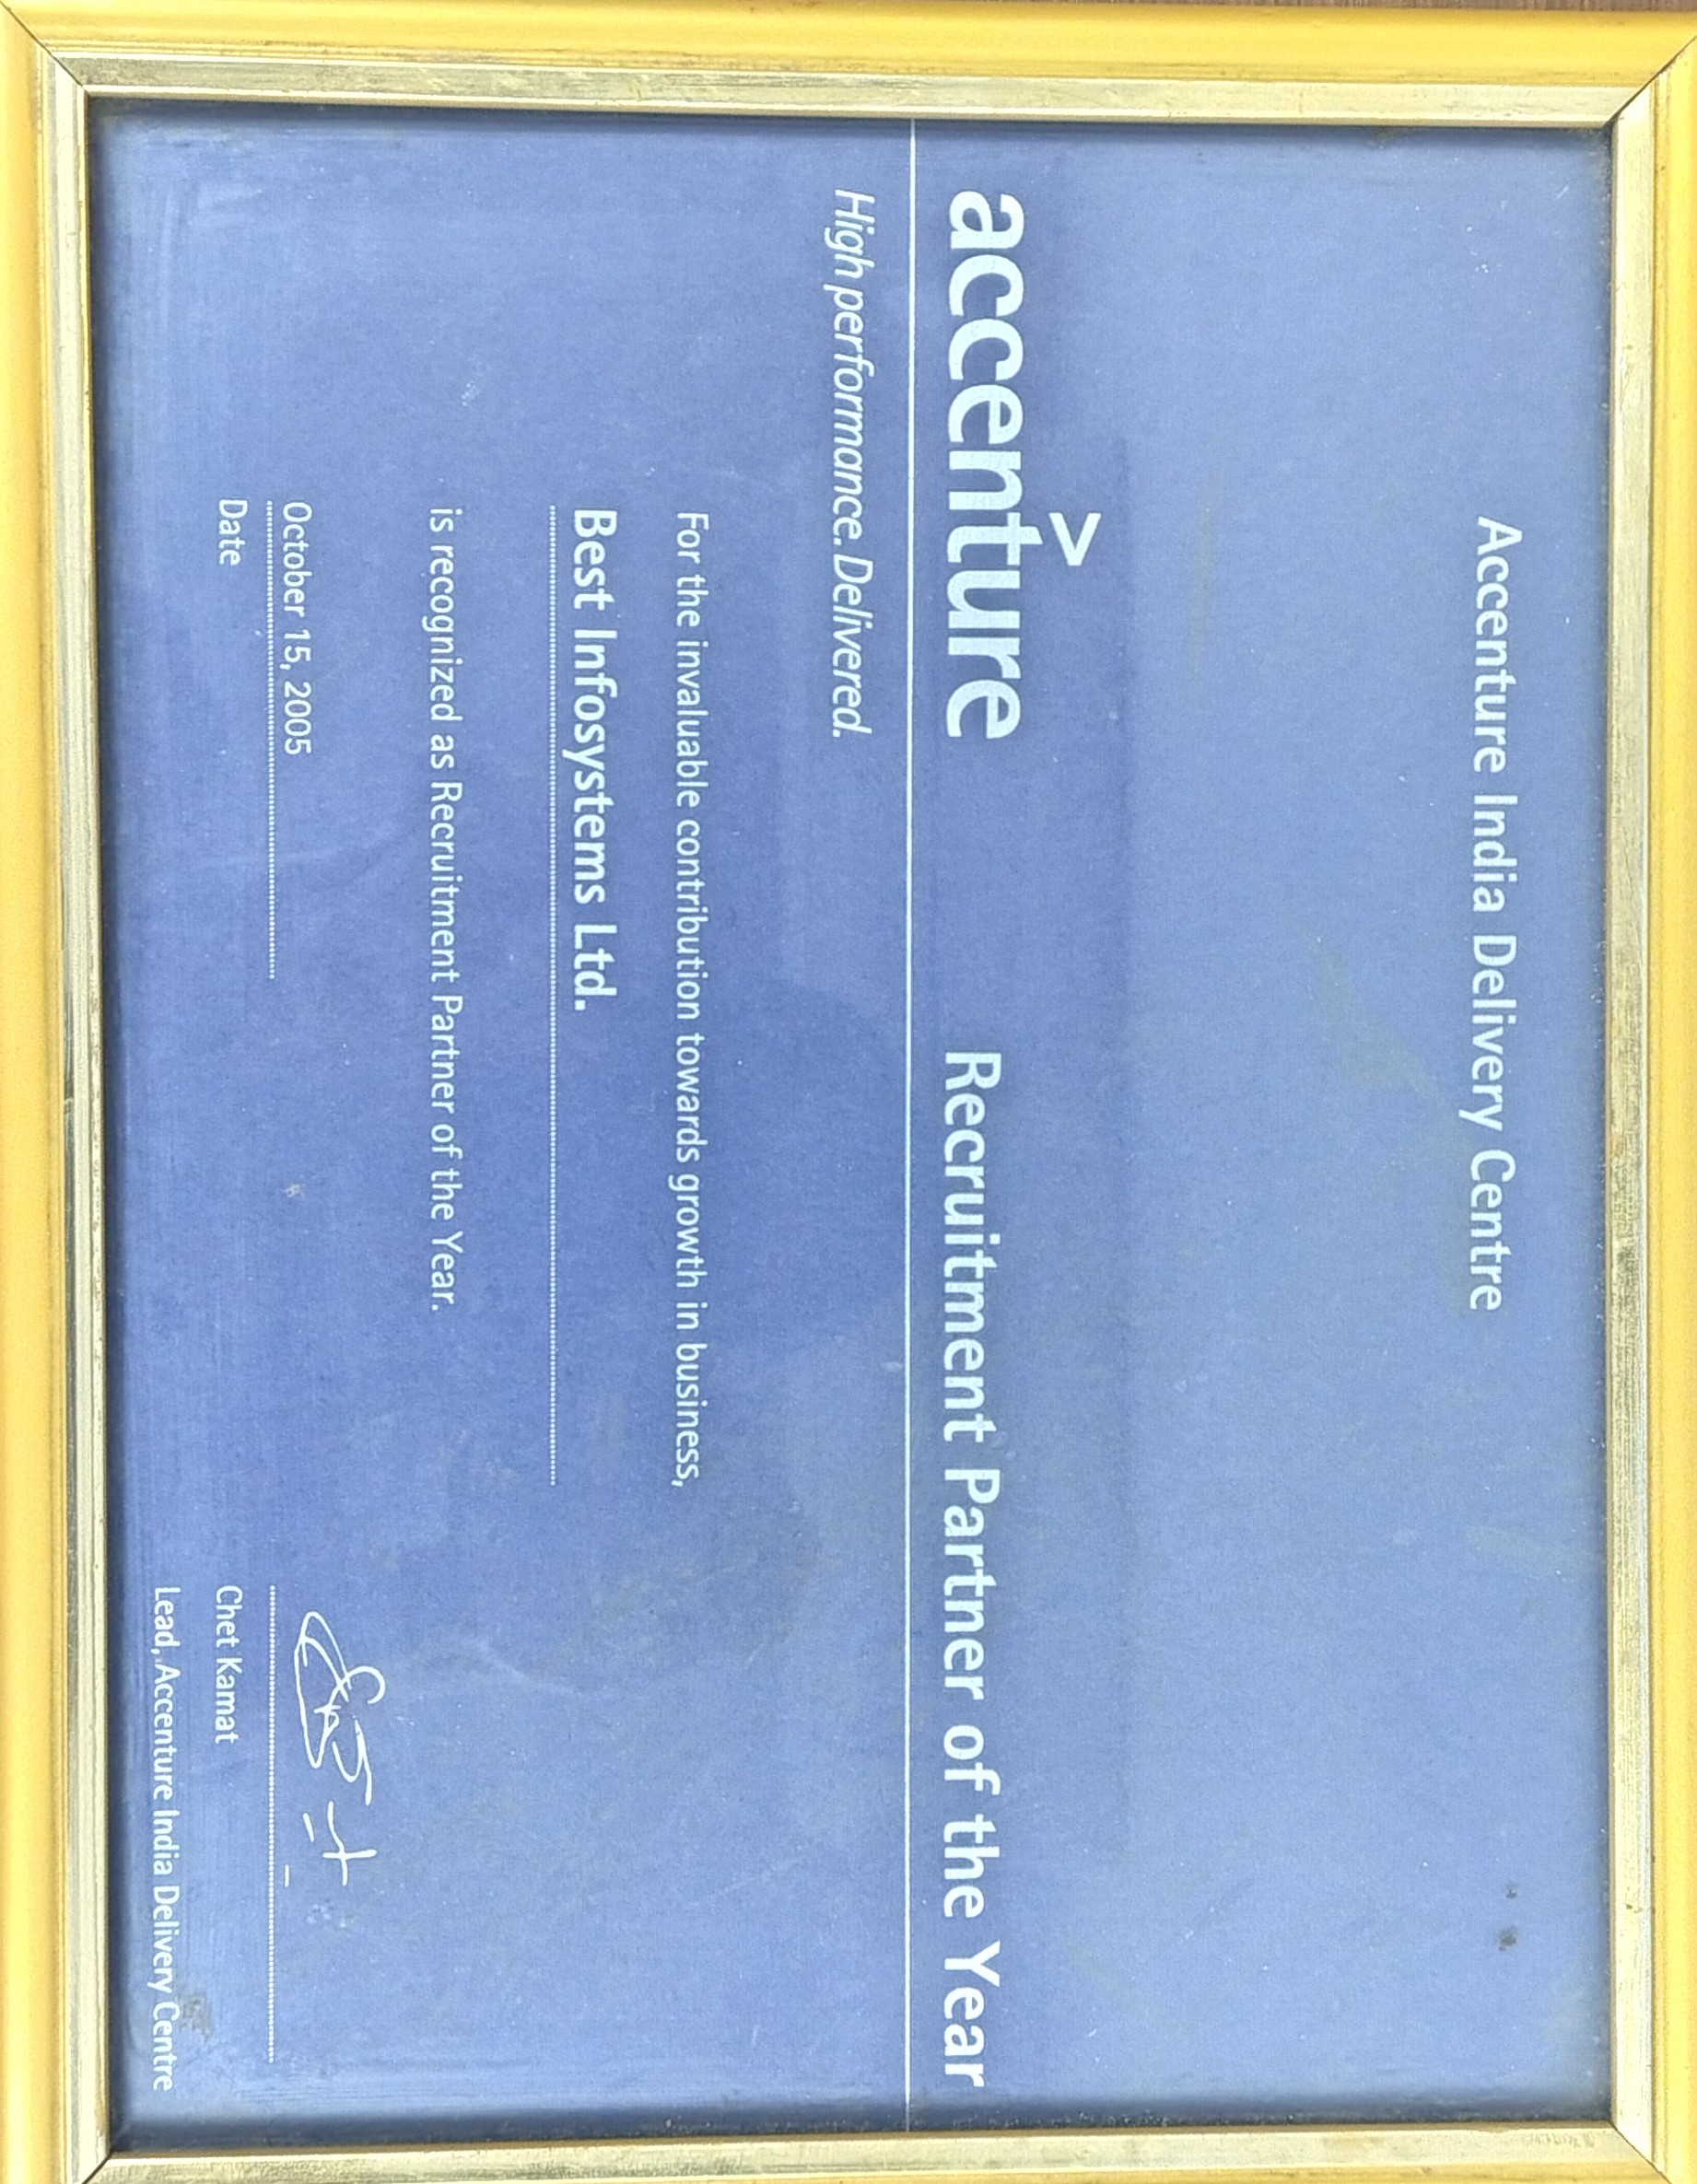 Accenture India Delivery Centre
>
accenture
Recruitment Partner of the Year
High performance. Delivered.
For the invaluable contribution towards growth in business,
Best Infosystems Ltd.
is recognized as Recruitment Partner of the Year.
October 15, 2005
Date
Chet Kamat
Lead, Accenture India Delivery Centre